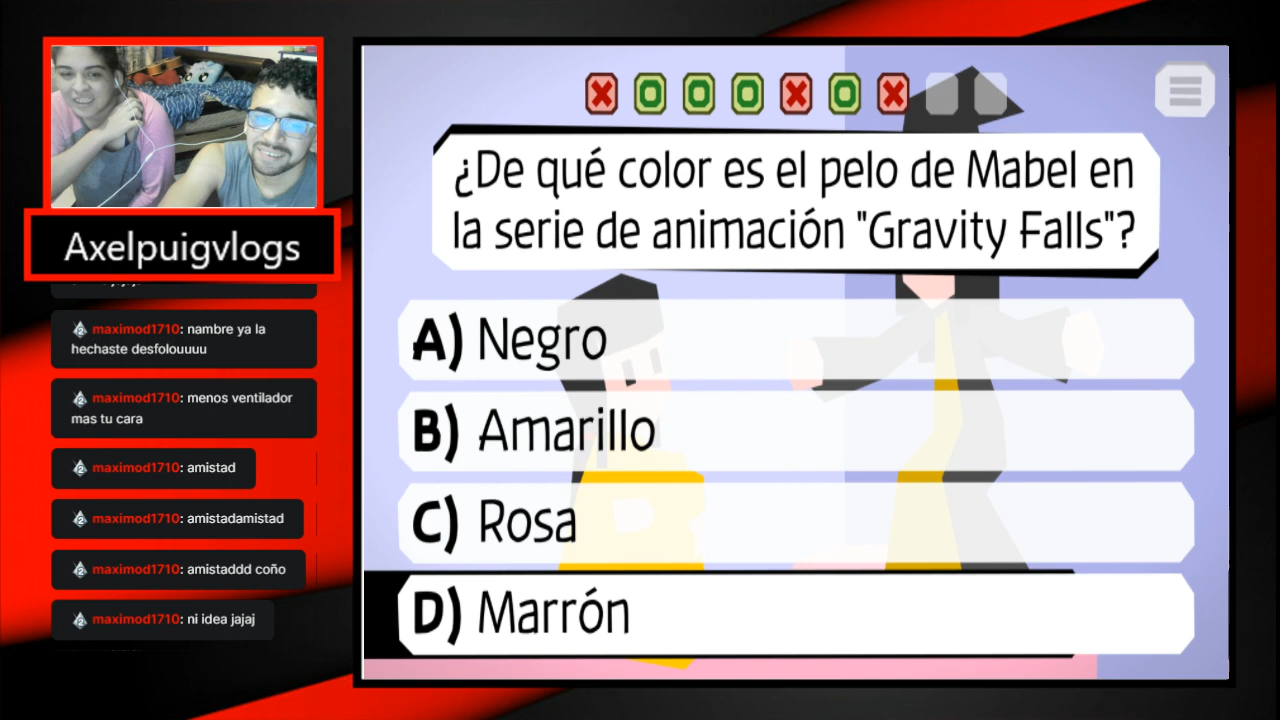 Axelpuigvlogs
maximod1710: nambre ya la
hechaste desfolouuuu
maximod1710: menos ventilador
mas tu cara
maximod1710: amistad
maximod1710: amistadamistad
maximod1710: amistaddd coño
maximod1710: ni idea jajaj
¿De qué color es el pelo de Mabel en
la serie de animación "Gravity Falls"?
A) Negro
B) Amarillo
C) Rosa
D) Marrón